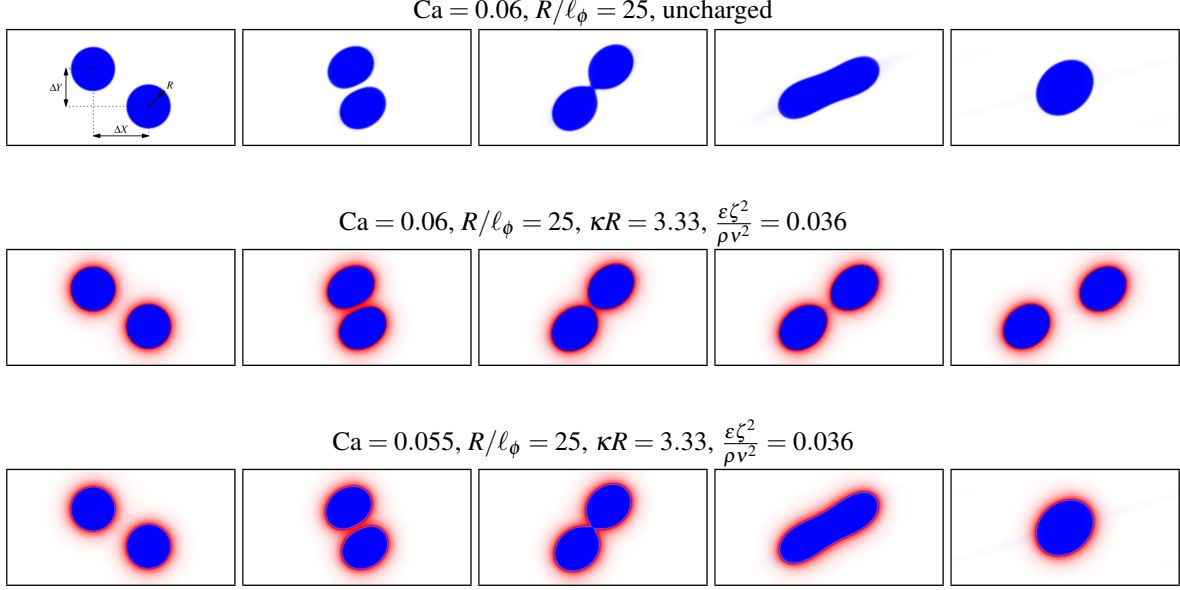 Ca = 0.06, R/ℓ_ϕ = 25, uncharged
ΔY
R
ΔX
Ca = 0.06, R/ℓ_ϕ = 25, κR = 3.33, εζ²/ρν² = 0.036
Ca = 0.055, R/ℓ_ϕ = 25, κR = 3.33, εζ²/ρν² = 0.036